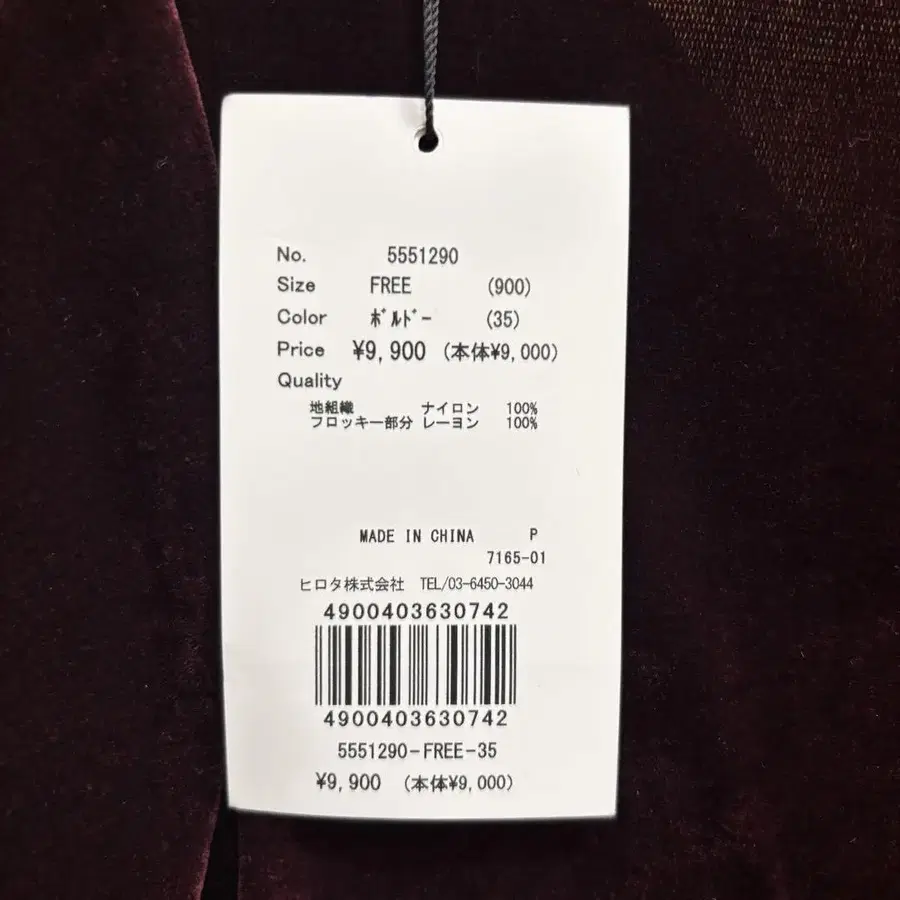 No. 5551290
Size FREE (900)
Color ﾎﾞﾙﾄﾞｰ (35)
Price ¥9,900 (本体¥9,000)
Quality
地組織 ナイロン 100%
フロッキー部分 レーヨン 100%
MADE IN CHINA P
7165-01
ヒロタ株式会社 TEL/03-6450-3044
4900403630742
4900403630742
5551290-FREE-35
¥9,900 (本体¥9,000)